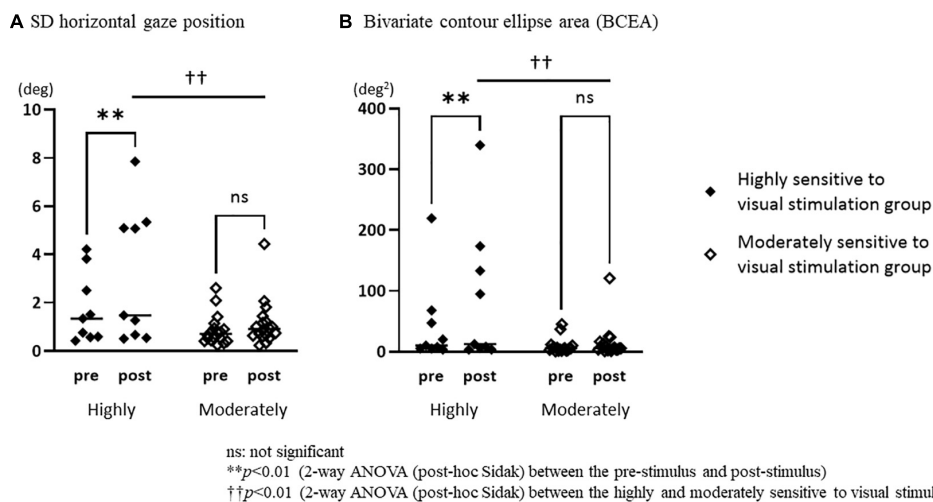 A SD horizontal gaze position
(deg)
††
**
ns
10
8
6
4
2
0
pre post pre post
Highly Moderately
B Bivariate contour ellipse area (BCEA)
(deg²)
††
**
ns
400
300
200
100
0
pre post pre post
Highly Moderately
Highly sensitive to
visual stimulation group
Moderately sensitive to
visual stimulation group
ns: not significant
**p<0.01 (2-way ANOVA (post-hoc Sidak) between the pre-stimulus and post-stimulus)
††p<0.01 (2-way ANOVA (post-hoc Sidak) between the highly and moderately sensitive to visual